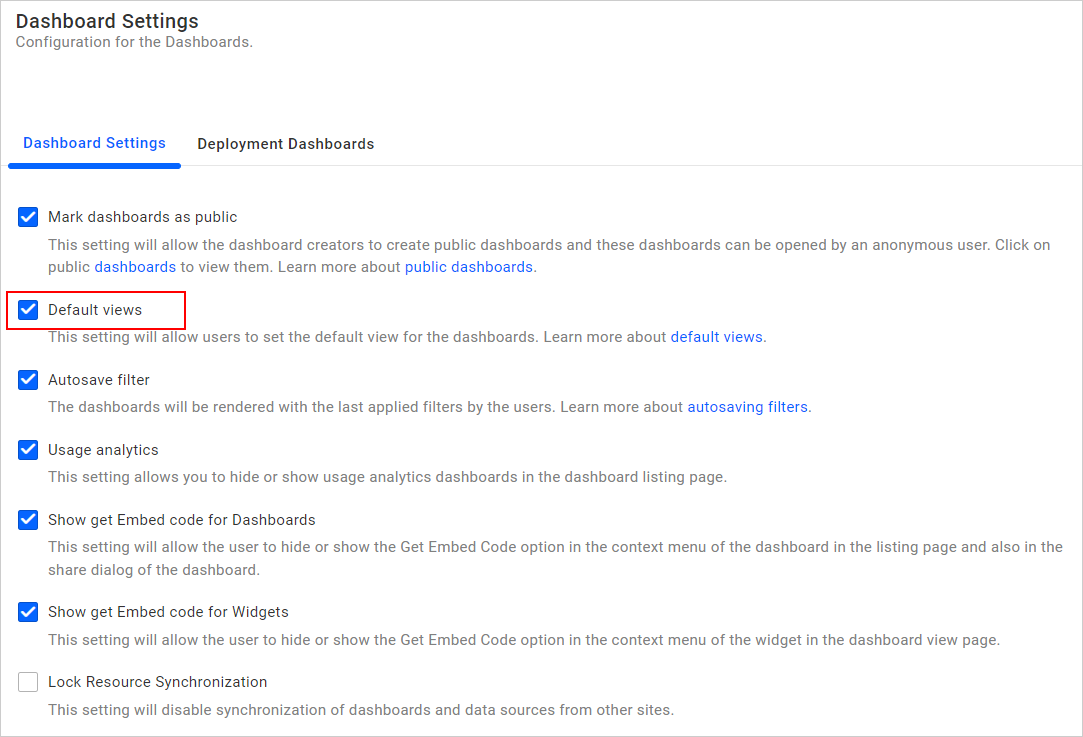 Dashboard Settings
Configuration for the Dashboards.
Dashboard Settings
Deployment Dashboards
Mark dashboards as public
This setting will allow the dashboard creators to create public dashboards and these dashboards can be opened by an anonymous user. Click on
public dashboards to view them. Learn more about public dashboards.
Default views
This setting will allow users to set the default view for the dashboards. Learn more about default views.
Autosave filter
The dashboards will be rendered with the last applied filters by the users. Learn more about autosaving filters.
Usage analytics
This setting allows you to hide or show usage analytics dashboards in the dashboard listing page.
Show get Embed code for Dashboards
This setting will allow the user to hide or show the Get Embed Code option in the context menu of the dashboard in the listing page and also in the
share dialog of the dashboard.
Show get Embed code for Widgets
This setting will allow the user to hide or show the Get Embed Code option in the context menu of the widget in the dashboard view page.
Lock Resource Synchronization
This setting will disable synchronization of dashboards and data sources from other sites.